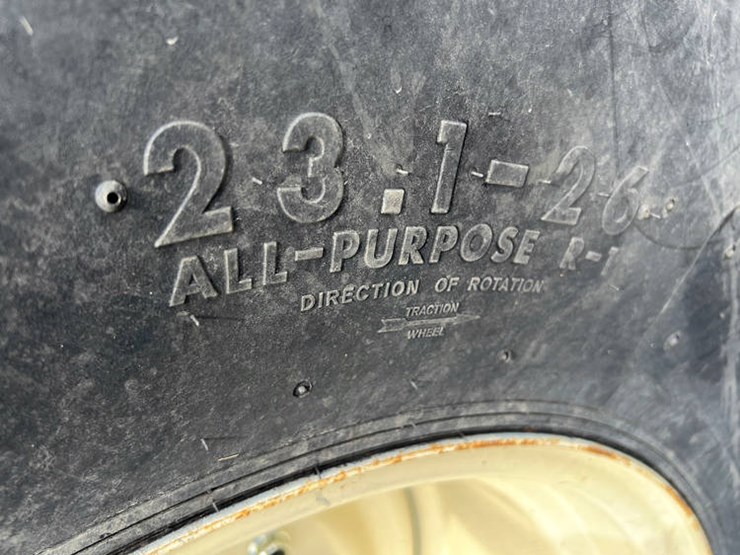 23.1-26
ALL-PURPOSE R-1
DIRECTION OF ROTATION
TRACTION
WHEEL